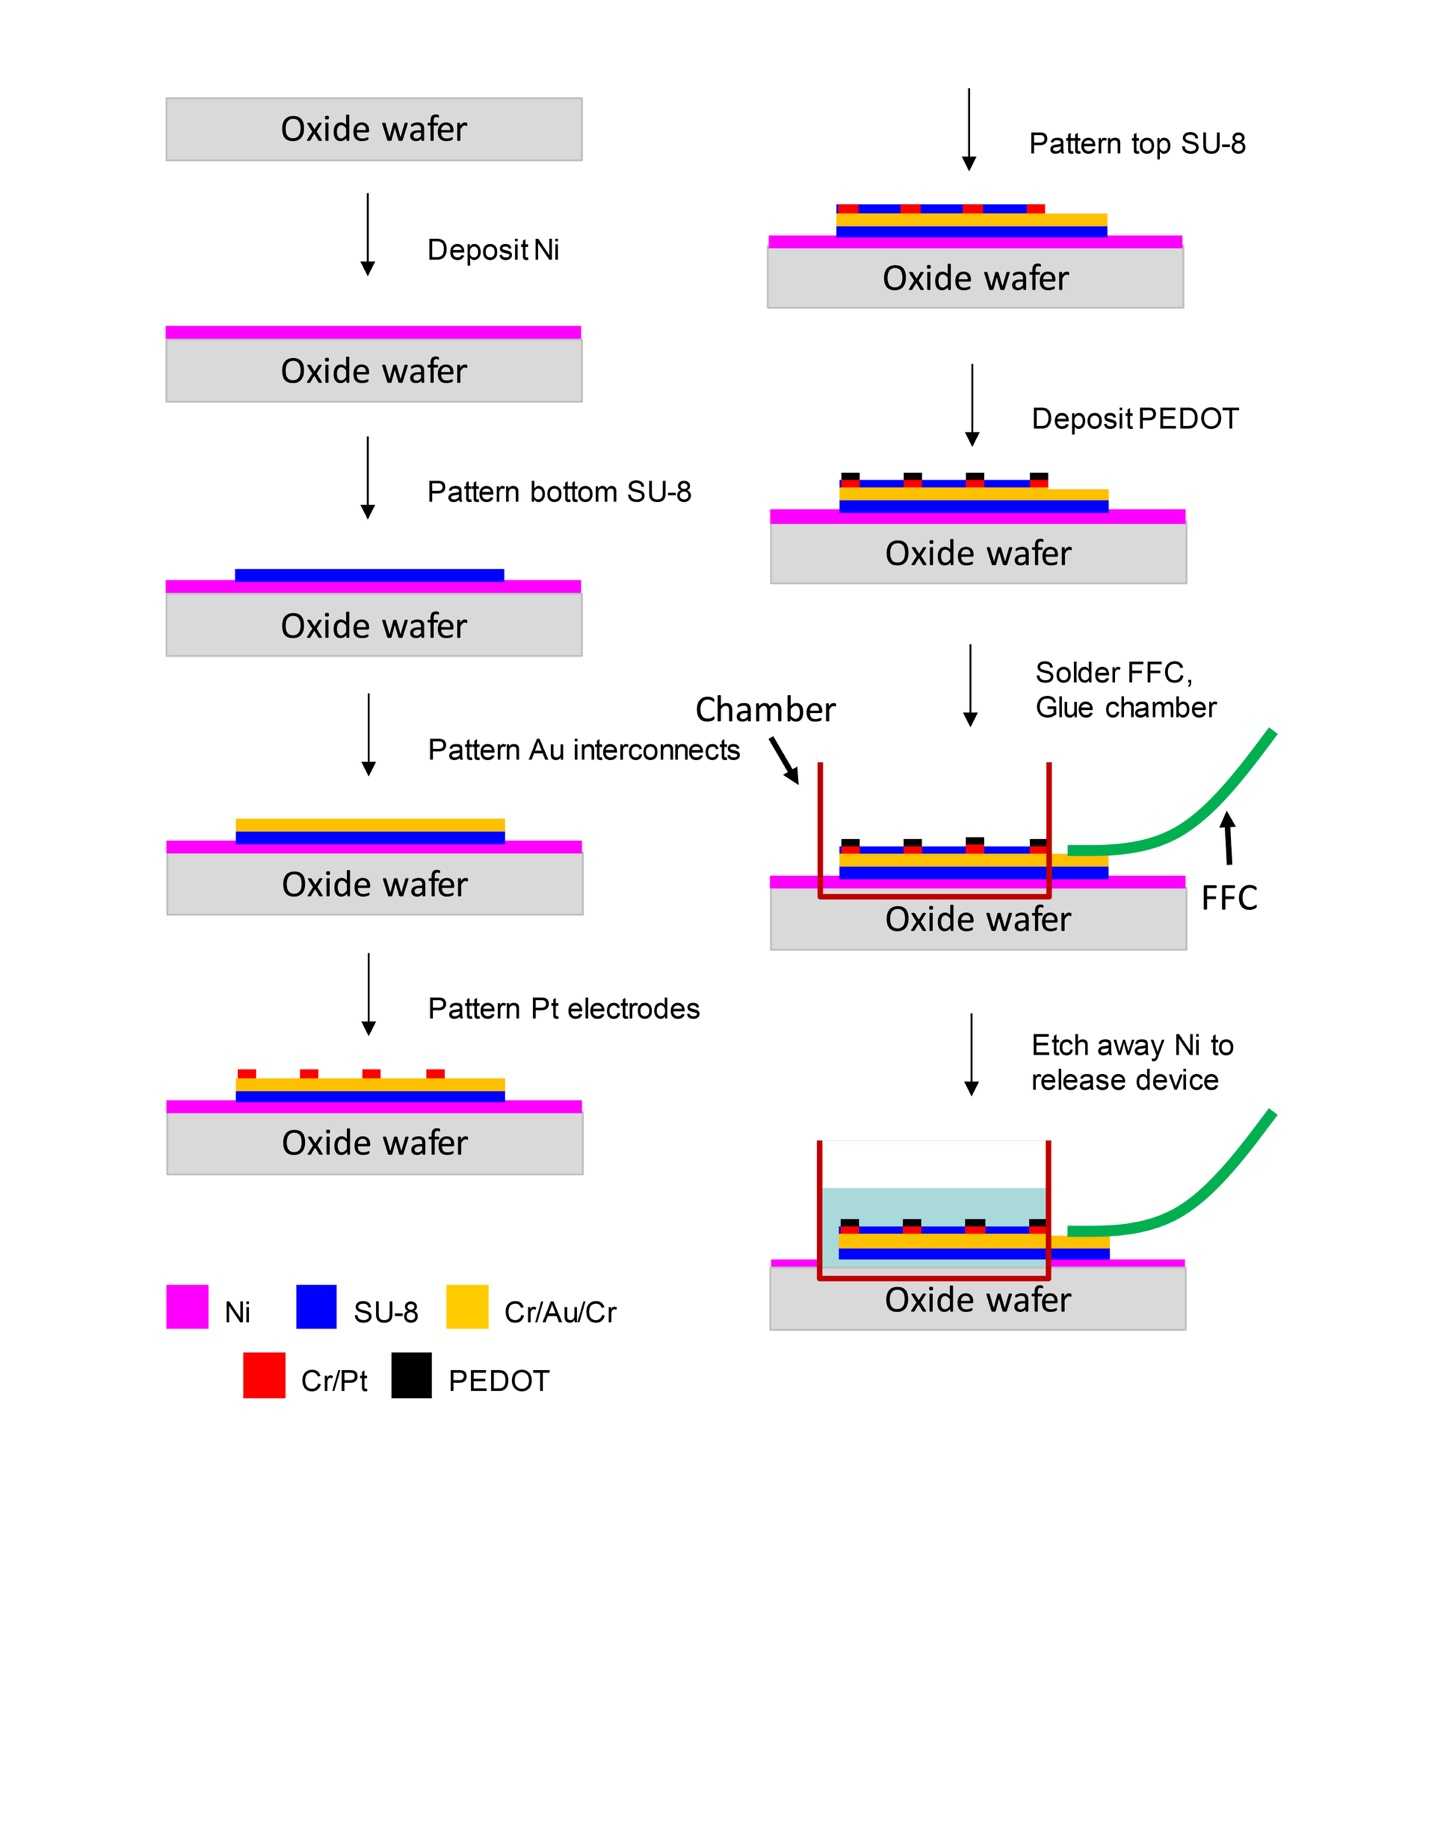 Oxide wafer
Deposit Ni
Oxide wafer
Pattern bottom SU-8
Oxide wafer
Pattern Au interconnects
Oxide wafer
Pattern Pt electrodes
Oxide wafer
Ni
SU-8
Cr/Au/Cr
Cr/Pt
PEDOT
Pattern top SU-8
Oxide wafer
Deposit PEDOT
Oxide wafer
Solder FFC,
Glue chamber
Chamber
FFC
Oxide wafer
Etch away Ni to
release device
Oxide wafer